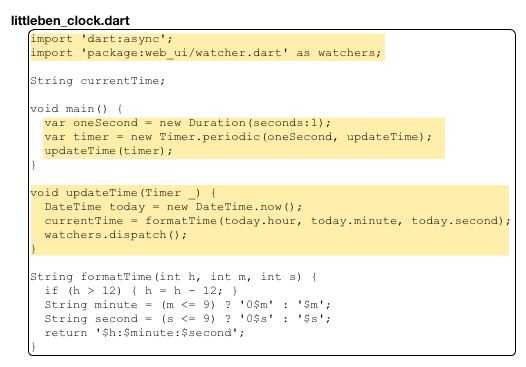 littleben_clock.dart
import 'dart:async';
import 'package:web_ui/watcher.dart' as watchers;
String currentTime;
void main() {
  var oneSecond = new Duration(seconds:1);
  var timer = new Timer.periodic(oneSecond, updateTime);
  updateTime(timer);
}
void updateTime(Timer _) {
  DateTime today = new DateTime.now();
  currentTime = formatTime(today.hour, today.minute, today.second);
  watchers.dispatch();
}
String formatTime(int h, int m, int s) {
  if (h > 12) { h = h - 12; }
  String minute = (m <= 9) ? '0$m' : '$m';
  String second = (s <= 9) ? '0$s' : '$s';
  return '$h:$minute:$second';
}